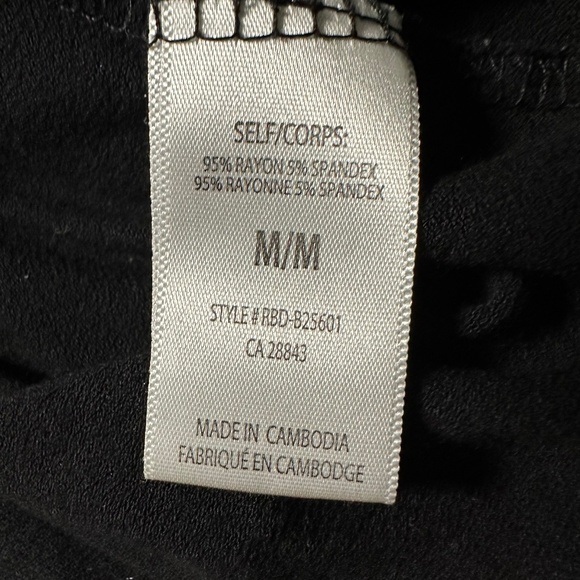 SELF/CORPS:
95% RAYON 5% SPANDEX
95% RAYONNE 5% SPANDEX
M/M
STYLE # RBD-B25601
CA 28843
MADE IN CAMBODIA
FABRIQUÉ EN CAMBODGE